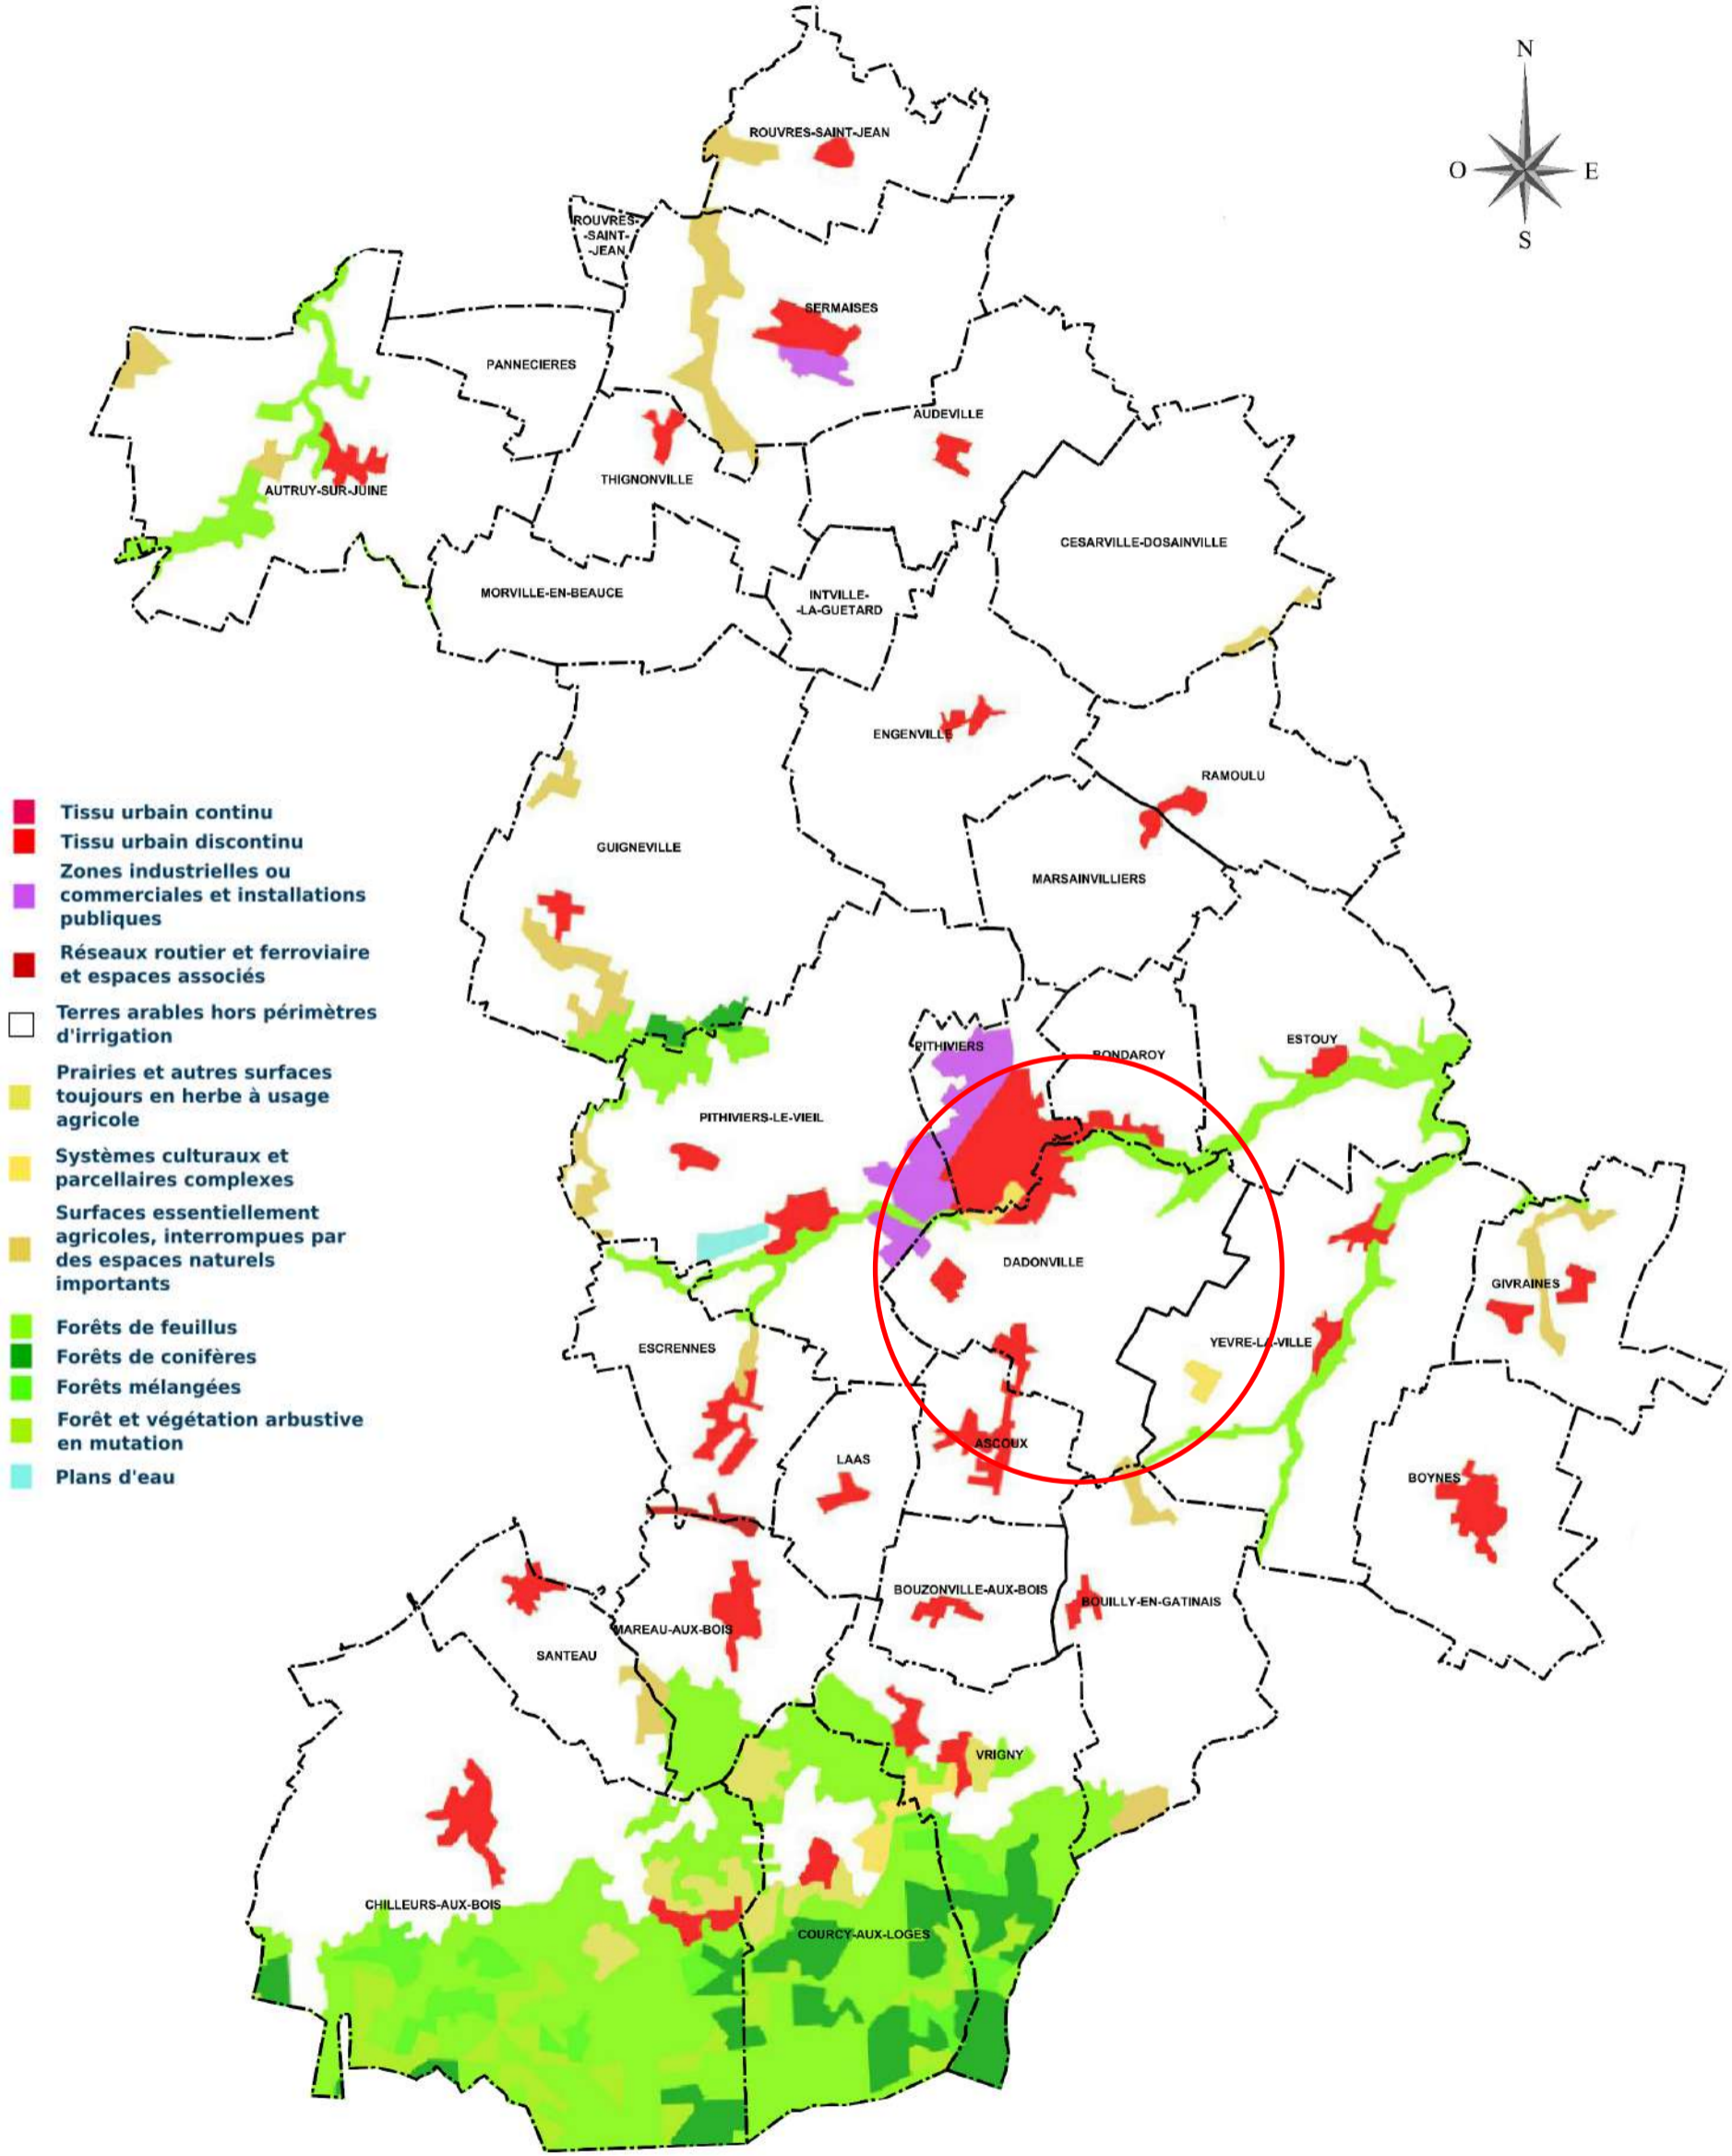 N
O
E
S
ROUVRES-SAINT-JEAN
ROUVRES-
-SAINT-
-JEAN
SERMAISES
PANNECIERES
AUDEVILLE
THIGNONVILLE
AUTRUY-SUR-JUINE
CESARVILLE-DOSAINVILLE
MORVILLE-EN-BEAUCE
INTVILLE-
-LA-GUETARD
ENGENVILLE
RAMOULU
GUIGNEVILLE
MARSAINVILLIERS
Tissu urbain continu
Tissu urbain discontinu
Zones industrielles ou
commerciales et installations
publiques
Réseaux routier et ferroviaire
et espaces associés
Terres arables hors périmètres
d'irrigation
Prairies et autres surfaces
toujours en herbe à usage
agricole
Systèmes culturaux et
parcellaires complexes
Surfaces essentiellement
agricoles, interrompues par
des espaces naturels
importants
Forêts de feuillus
Forêts de conifères
Forêts mélangées
Forêt et végétation arbustive
en mutation
Plans d'eau
PITHIVIERS
BONDAROY
ESTOUY
PITHIVIERS-LE-VIEIL
DADONVILLE
GIVRAINES
ESCRENNES
YEVRE-LA-VILLE
ASCOUX
LAAS
BOYNES
BOUZONVILLE-AUX-BOIS
BOUILLY-EN-GATINAIS
MAREAU-AUX-BOIS
SANTEAU
VRIGNY
CHILLEURS-AUX-BOIS
COURCY-AUX-LOGES